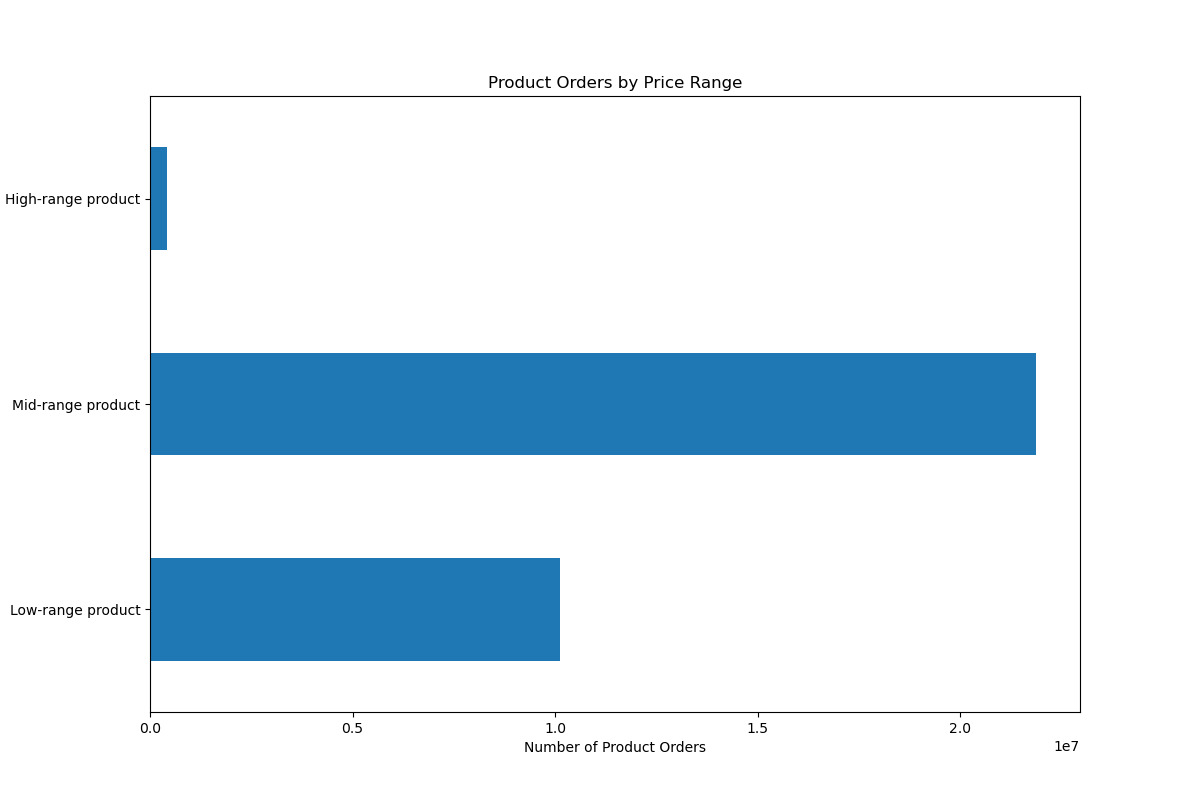 Product Orders by Price Range
High-range product
Mid-range product
Low-range product
0.0 0.5 1.0 1.5 2.0
1e7
Number of Product Orders